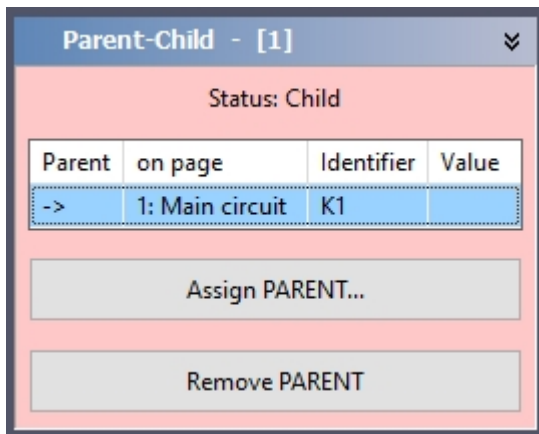 Parent-Child - [1]
Status: Child
Parent on page Identifier Value
-> 1: Main circuit K1
Assign PARENT...
Remove PARENT